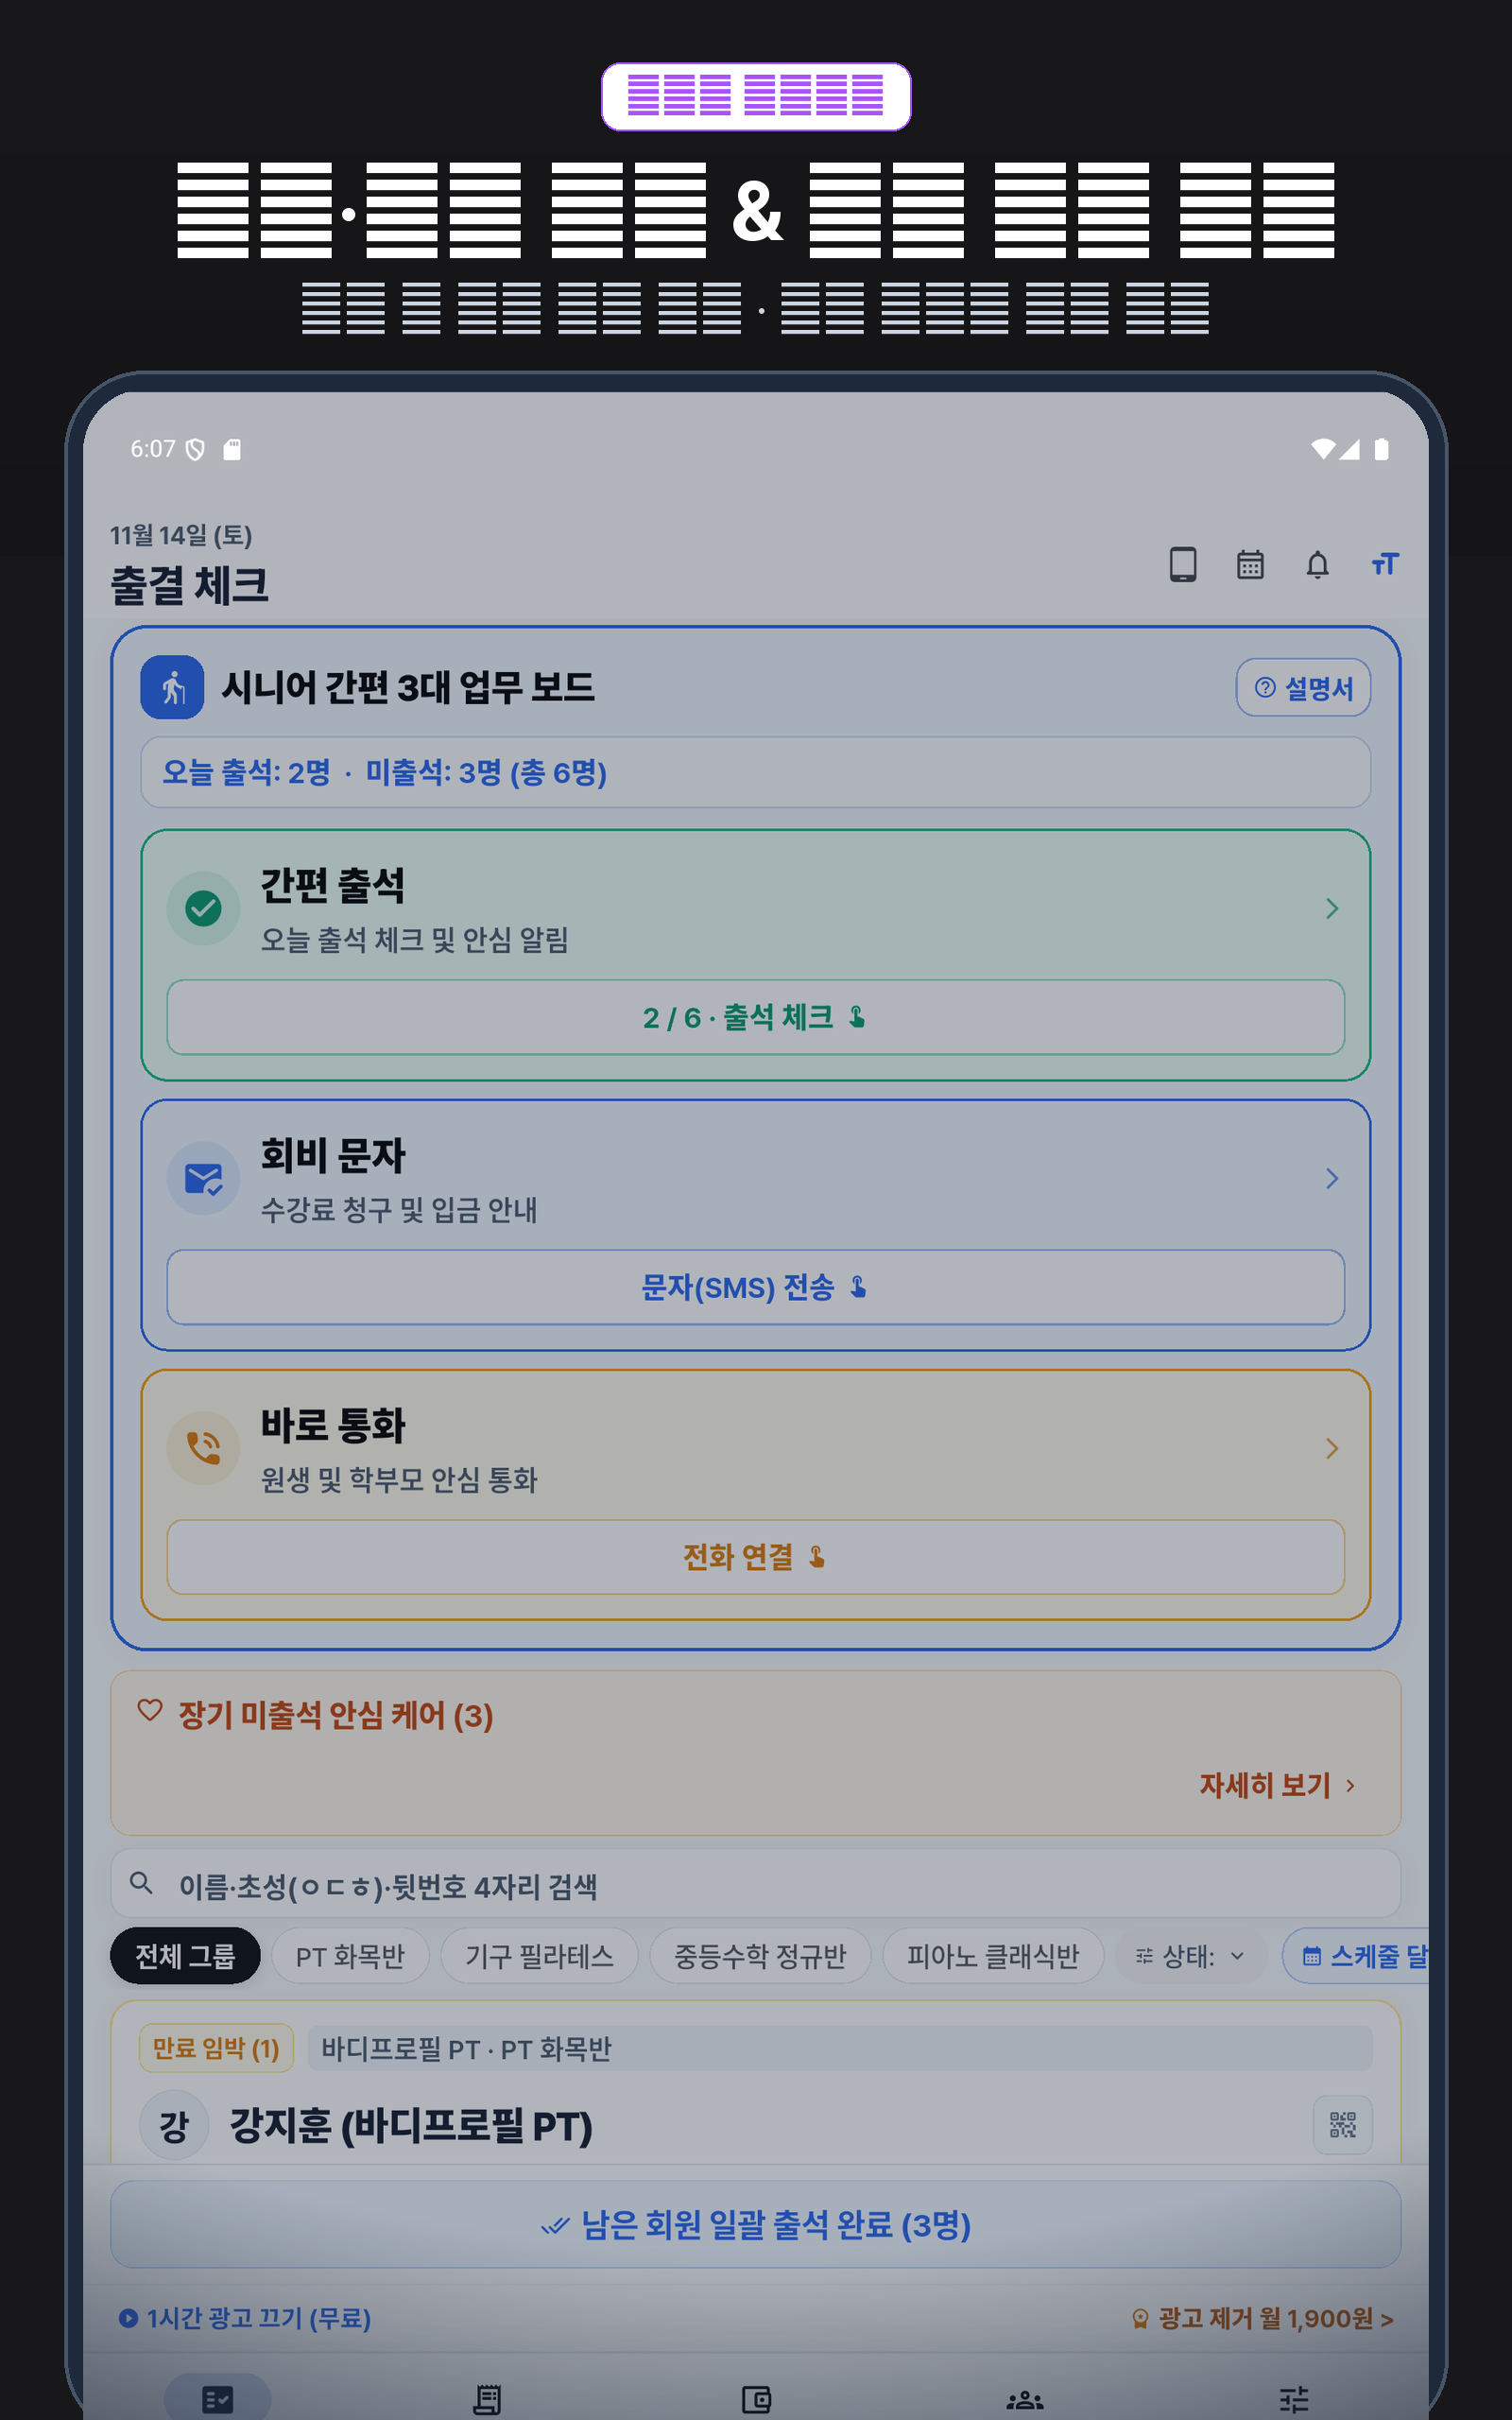 &
6:07
11월 14일 (토)
출결 체크
시니어 간편 3대 업무 보드
설명서
오늘 출석: 2명 · 미출석: 3명 (총 6명)
간편 출석
오늘 출석 체크 및 안심 알림
2 / 6 · 출석 체크
회비 문자
수강료 청구 및 입금 안내
문자(SMS) 전송
바로 통화
원생 및 학부모 안심 통화
전화 연결
장기 미출석 안심 케어 (3)
자세히 보기
이름·초성(ㅇㄷㅎ)·뒷번호 4자리 검색
전체 그룹 PT 화목반 기구 필라테스 중등수학 정규반 피아노 클래식반 상태: 스케줄 달
만료 임박 (1) 바디프로필 PT · PT 화목반
강 강지훈 (바디프로필 PT)
남은 회원 일괄 출석 완료 (3명)
1시간 광고 끄기 (무료) 광고 제거 월 1,900원 >